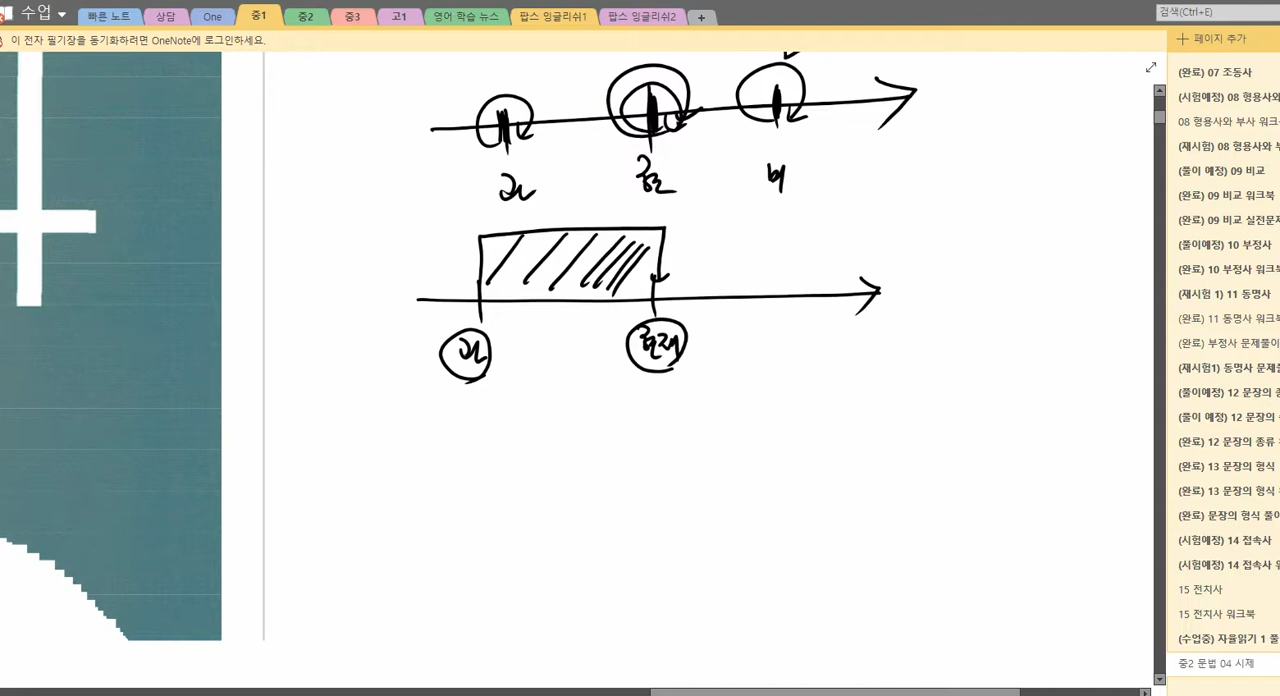 수업
빠른 노트
상담
One
중1
중2
중3
고1
영어 학습 뉴스
팝스 잉글리쉬1
팝스 잉글리쉬2
검색(Ctrl+E)
이 전자 필기장을 동기화하려면 OneNote에 로그인하세요.
페이지 추가
(완료) 07 조동사
(시험예정) 08 형용사와
08 형용사와 부사 워크
(재시험) 08 형용사와 부
(풀이 예정) 09 비교
(완료) 09 비교 워크북
(완료) 09 비교 실전문제
(풀이예정) 10 부정사
(완료) 10 부정사 워크북
(재시험 1) 11 동명사
(완료) 11 동명사 워크북
(완료) 부정사 문제풀이
(재시험1) 동명사 문제풀
(풀이예정) 12 문장의 종
(풀이 예정) 12 문장의
(완료) 12 문장의 종류
(완료) 13 문장의 형식
(완료) 13 문장의 형식
(완료) 문장의 형식 풀이
(시험예정) 14 접속사
(시험예정) 14 접속사 워
15 전치사
15 전치사 워크북
(수업중) 자율읽기 1 풀
중2 문법 04 시제
과
현
미
과
현재